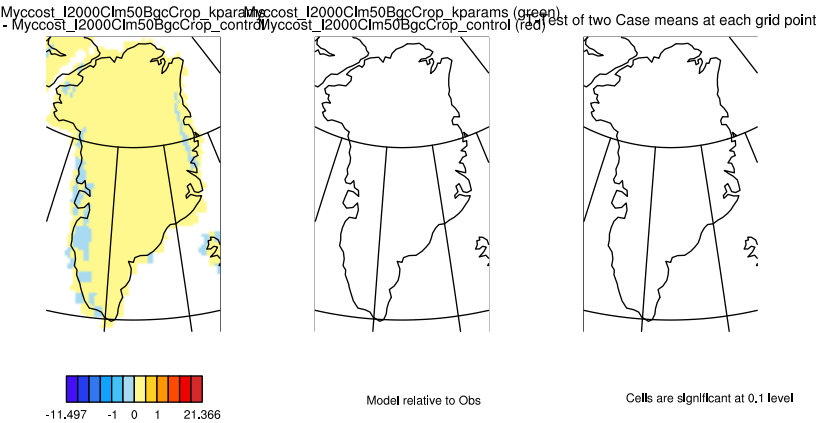 Myccost_I2000Clm50BgcCrop_kparams
- Myccost_I2000Clm50BgcCrop_control
Myccost_I2000Clm50BgcCrop_kparams (green)
Myccost_I2000Clm50BgcCrop_control (red)
T-Test of two Case means at each grid point
-11.497 -1 0 1 21.366
Model relative to Obs
Cells are significant at 0.1 level